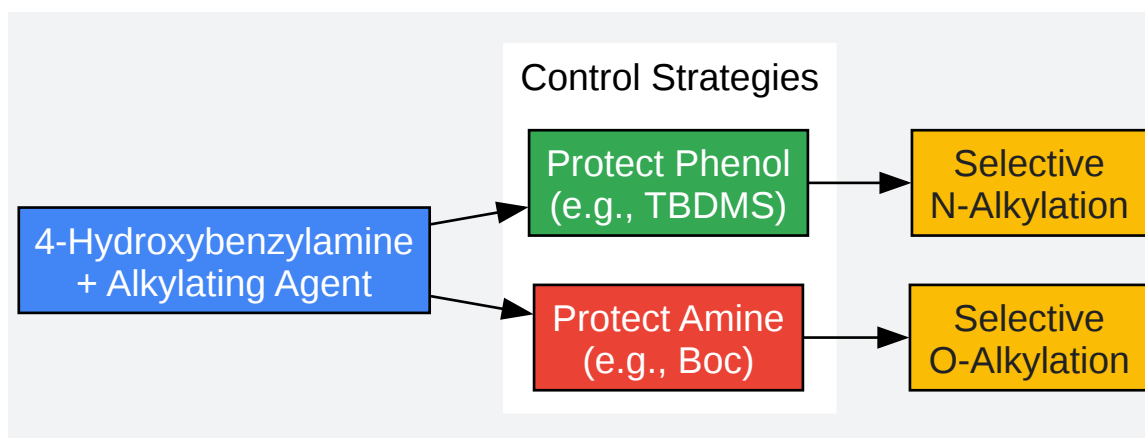 Control Strategies
4-Hydroxybenzylamine
+ Alkylating Agent
Protect Phenol
(e.g., TBDMS)
Selective
N-Alkylation
Protect Amine
(e.g., Boc)
Selective
O-Alkylation